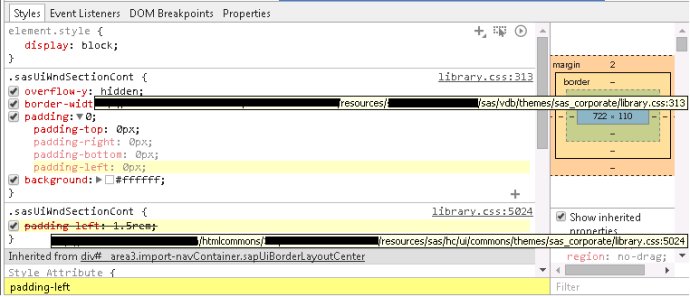 Styles Event Listeners DOM Breakpoints Properties
element.style {
display: block;
}
margin 2
.sasUiWndSectionCont { library.css:313
border –
overflow-y: hidden;
border-widt /resources/ /sas/vdb/themes/sas_corporate/library.css:313
padding:▼0;
padding-top: 0px;
– 722 × 110 –
padding-right: 0px;
padding-bottom: 0px;
–
padding-left: 0px;
–
background:▶ #ffffff;
}
.sasUiWndSectionCont { library.css:5024
padding-left: 1.5rem;
Show inherited
properties
} /htmlcommons/ /resources/sas/hc/ui/commons/themes/sas_corporate/library.css:5024
Inherited from div#__area3.import-navContainer.sapUiBorderLayoutCenter
region: no-drag;
Style Attribute {
padding-left
Filter